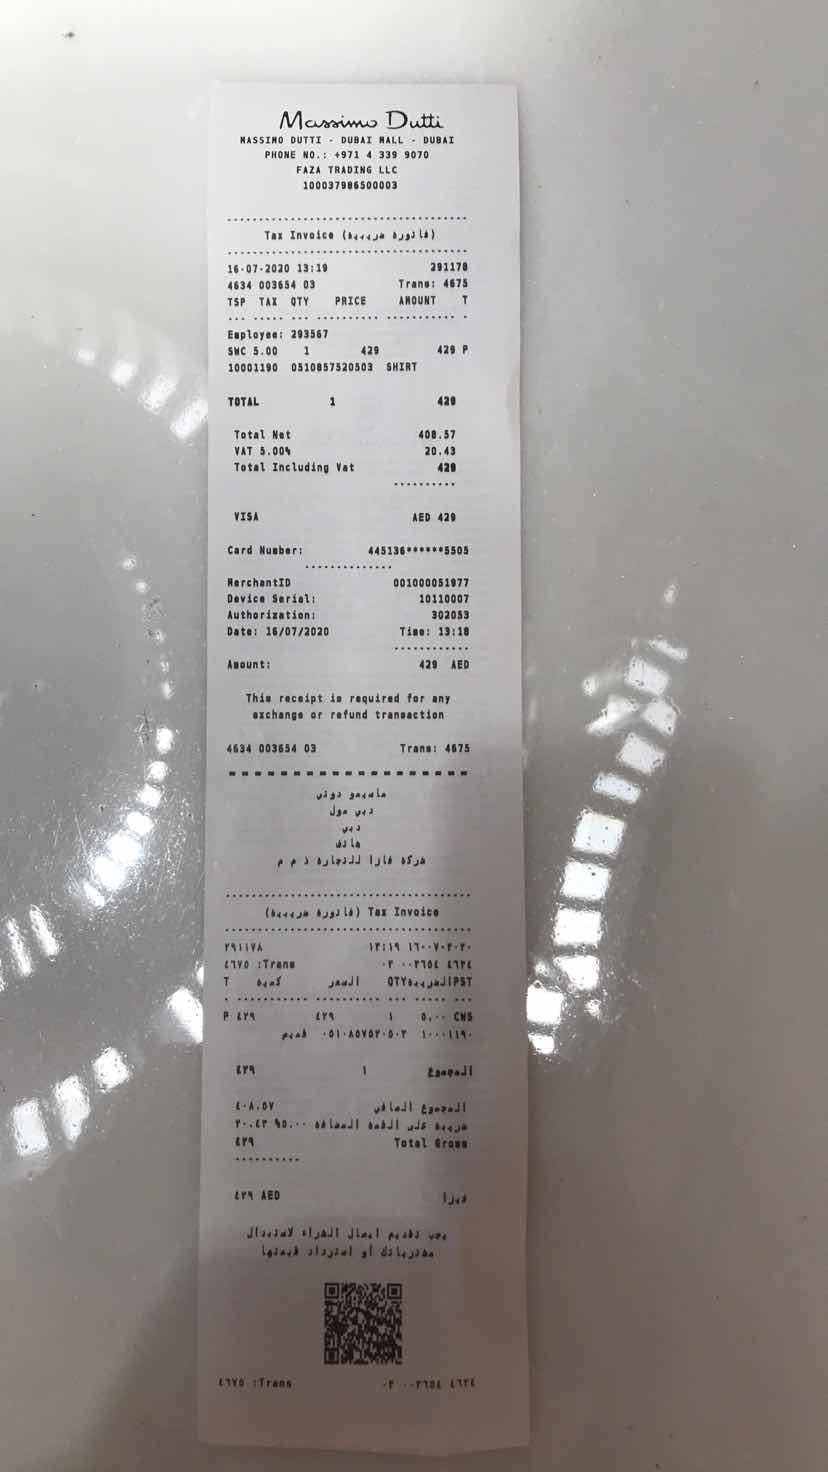 Massimo Dutti
MASSIMO DUTTI - DUBAI MALL - DUBAI
PHONE NO.: +971 4 339 9070
FAZA TRADING LLC
100037986500003
Tax Invoice (فاتورة ضريبية)
16-07-2020 13:19 291178
4634 003654 03 Trans: 4675
TSP TAX QTY PRICE AMOUNT T
Employee: 293567
SWC 5.00 1 429 429 P
10001190 0510857520503 SHIRT
TOTAL 1 429
Total Net 408.57
VAT 5.00% 20.43
Total Including Vat 429
VISA AED 429
Card Number: 445136******5505
MerchantID 001000051977
Device Serial: 10110007
Authorization: 302053
Date: 16/07/2020 Time: 13:18
Amount: 429 AED
This receipt is required for any
exchange or refund transaction
4634 003654 03 Trans: 4675
ماسيمو دوتي
دبي مول
دبي
هاتف
شركة فازا للتجارة ذ م م
(فاتورة ضريبية) Tax Invoice
٢٩١١٧٨ ١٣:١٩ ١٦-٠٧-٢٠٢٠
٤٦٧٥ :Trans ٠٣ ٠٠٣٦٥٤ ٤٦٣٤
T كمية السعر QTYالضريبةPST
P ٤٢٩ ٤٢٩ ١ ٥,٠٠ CWS
قميص ٠٥١٠٨٥٧٥٢٠٥٠٣ ١٠٠٠١١٩٠
٤٢٩ ١ المجموع
٤٠٨.٥٧ المجموع الصافي
٢٠.٤٣ %٥.٠٠ ضريبة على القمة المضافة
٤٢٩ Total Gross
٤٢٩ AED فيزا
يجب تقديم ايصال الشراء لاستبدال
مشترياتك أو استرداد قيمتها
٤٦٧٥ :Trans ٠٣ ٠٠٣٦٥٤ ٤٦٣٤